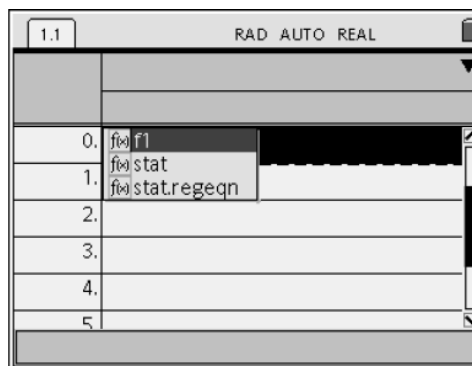 1.1 RAD AUTO REAL
0. f(x) f1
f(x) stat
1.
f(x) stat.regeqn
2.
3.
4.
5